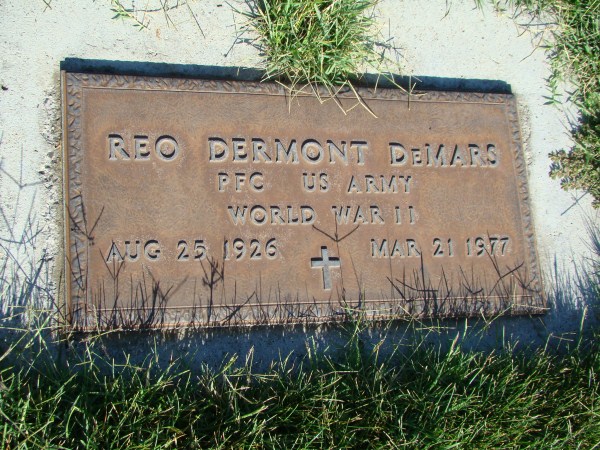 REO DERMONT DeMARS
PFC US ARMY
WORLD WAR II
AUG 25 1926 MAR 21 1977